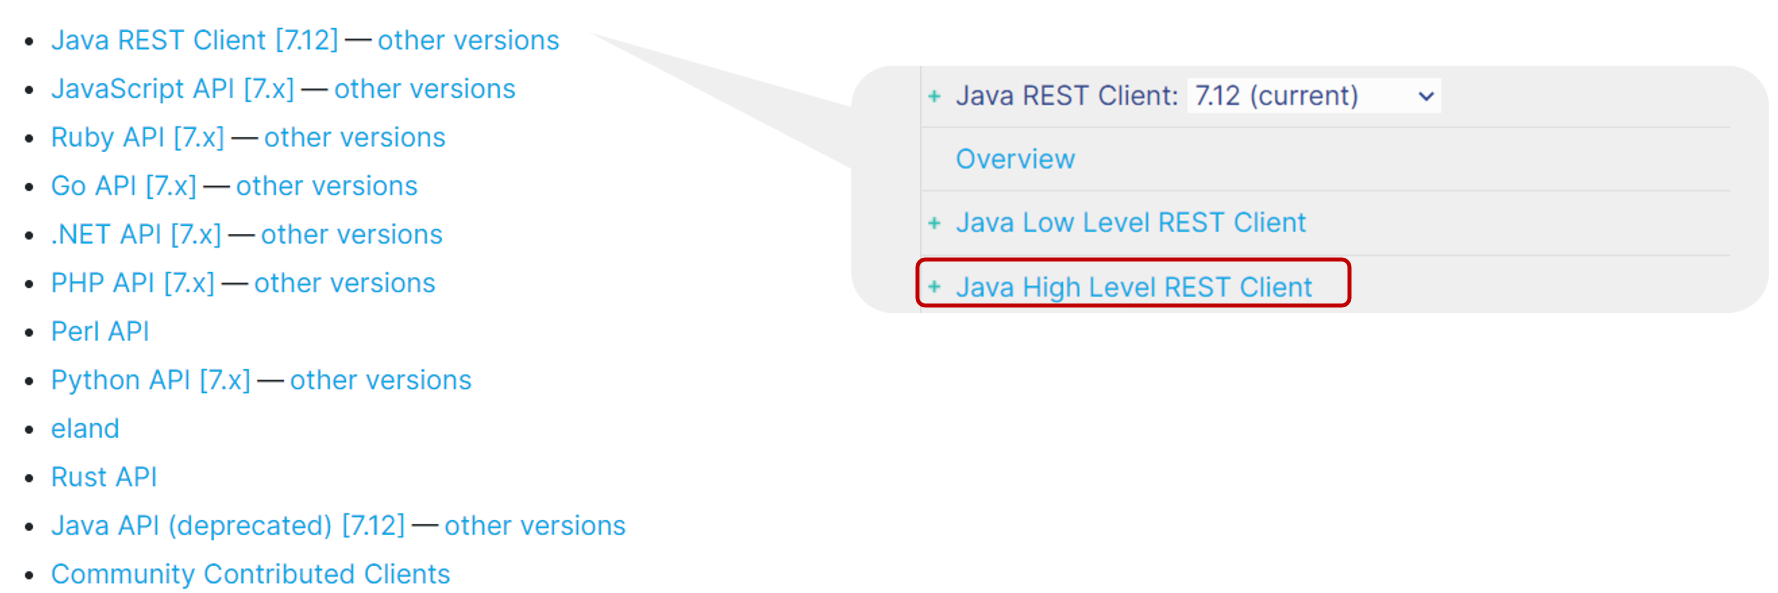 Java REST Client [7.12] — other versions
JavaScript API [7.x] — other versions
Ruby API [7.x] — other versions
Go API [7.x] — other versions
.NET API [7.x] — other versions
PHP API [7.x] — other versions
Perl API
Python API [7.x] — other versions
eland
Rust API
Java API (deprecated) [7.12] — other versions
Community Contributed Clients
+ Java REST Client: 7.12 (current)
Overview
+ Java Low Level REST Client
+ Java High Level REST Client